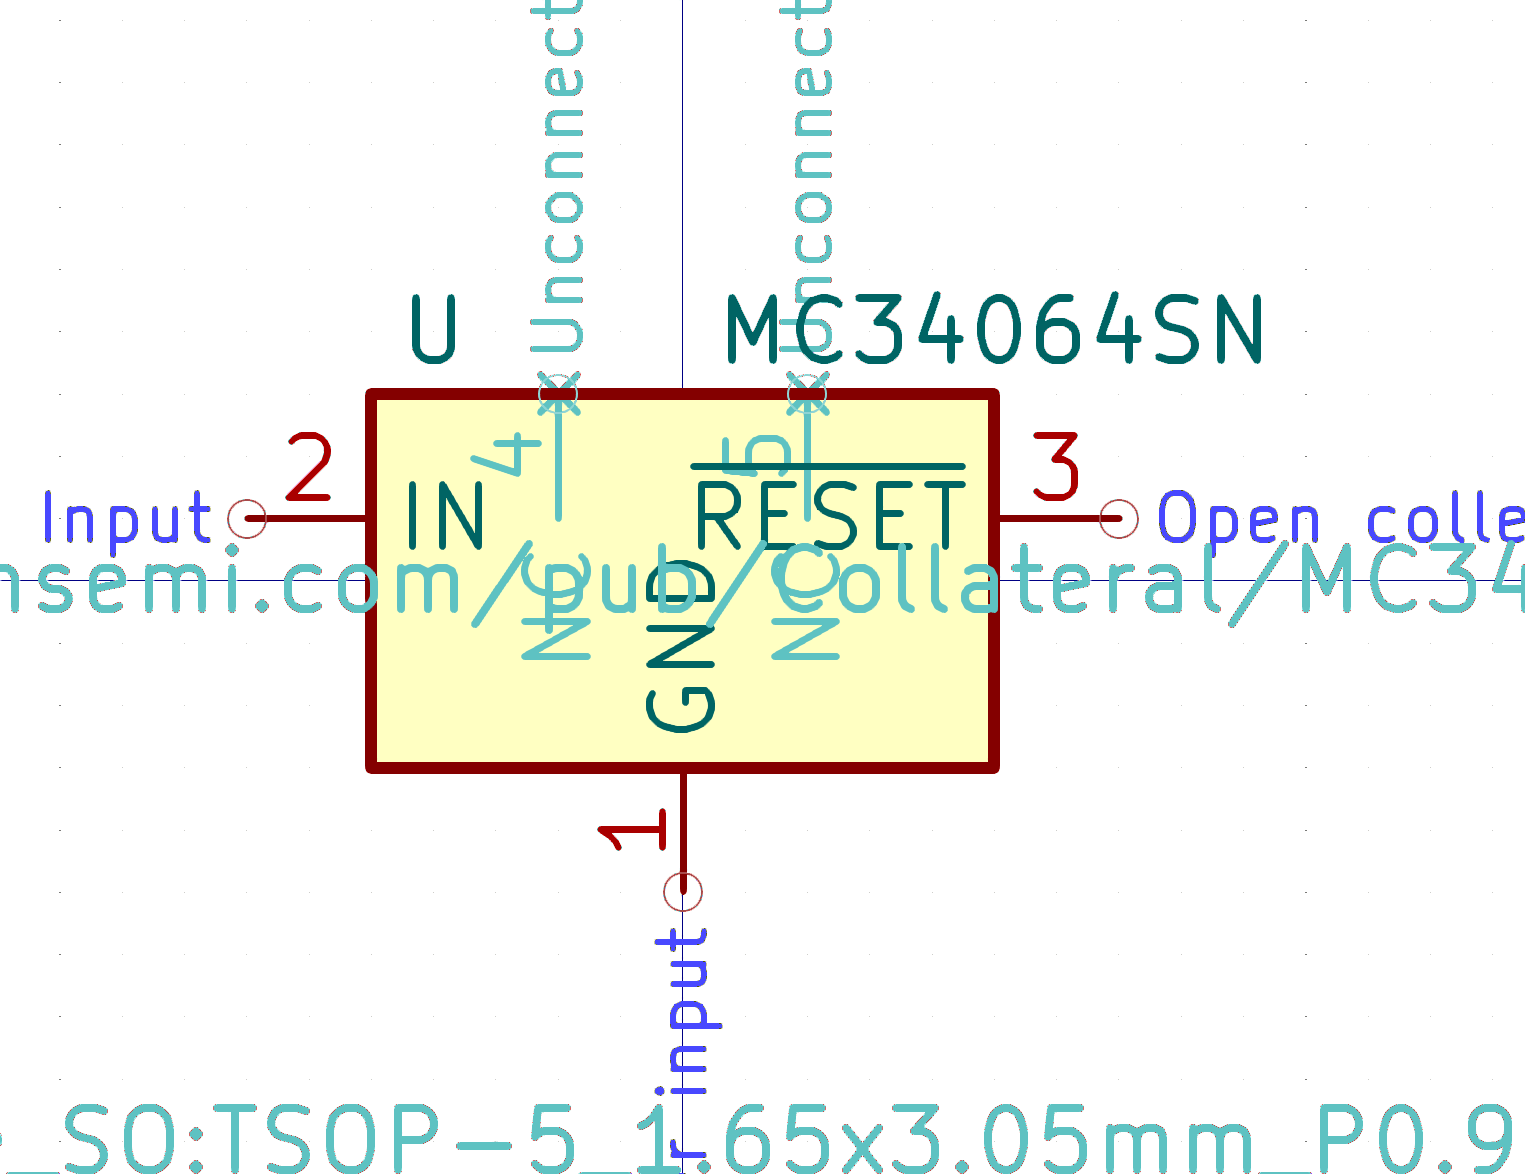 Unconnect
Unconnect
U
MC34064SN
4
5
2
3
Input
IN
RESET
Open colle
nsemi.com/pub/Collateral/MC34
NC
NC
GND
1
r input
_SO:TSOP-5_1.65x3.05mm_P0.9